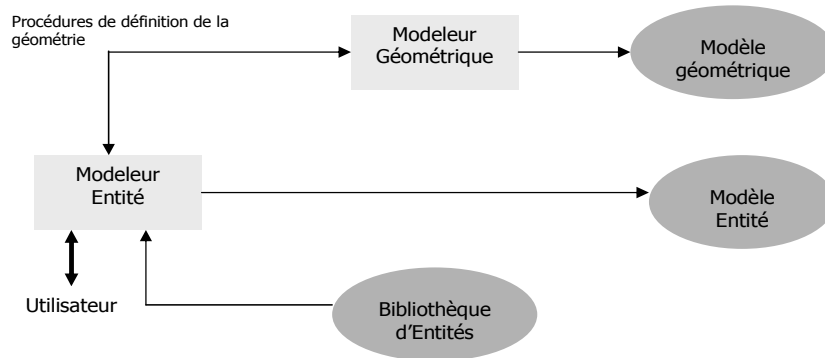 Procédures de définition de la
géométrie
Modeleur
Géométrique
Modèle
géométrique
Modeleur
Entité
Modèle
Entité
Utilisateur
Bibliothèque
d’Entités